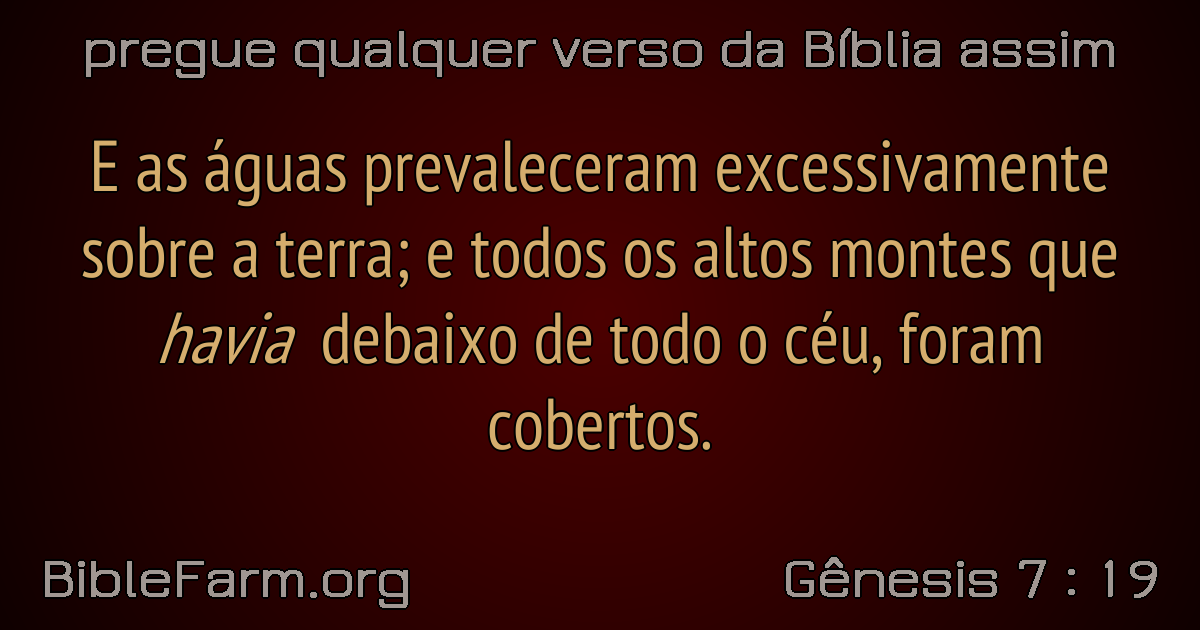 pregue qualquer verso da Bíblia assim
E as águas prevaleceram excessivamente
sobre a terra; e todos os altos montes que
havia debaixo de todo o céu, foram
cobertos.
BibleFarm.org
Gênesis 7 : 19